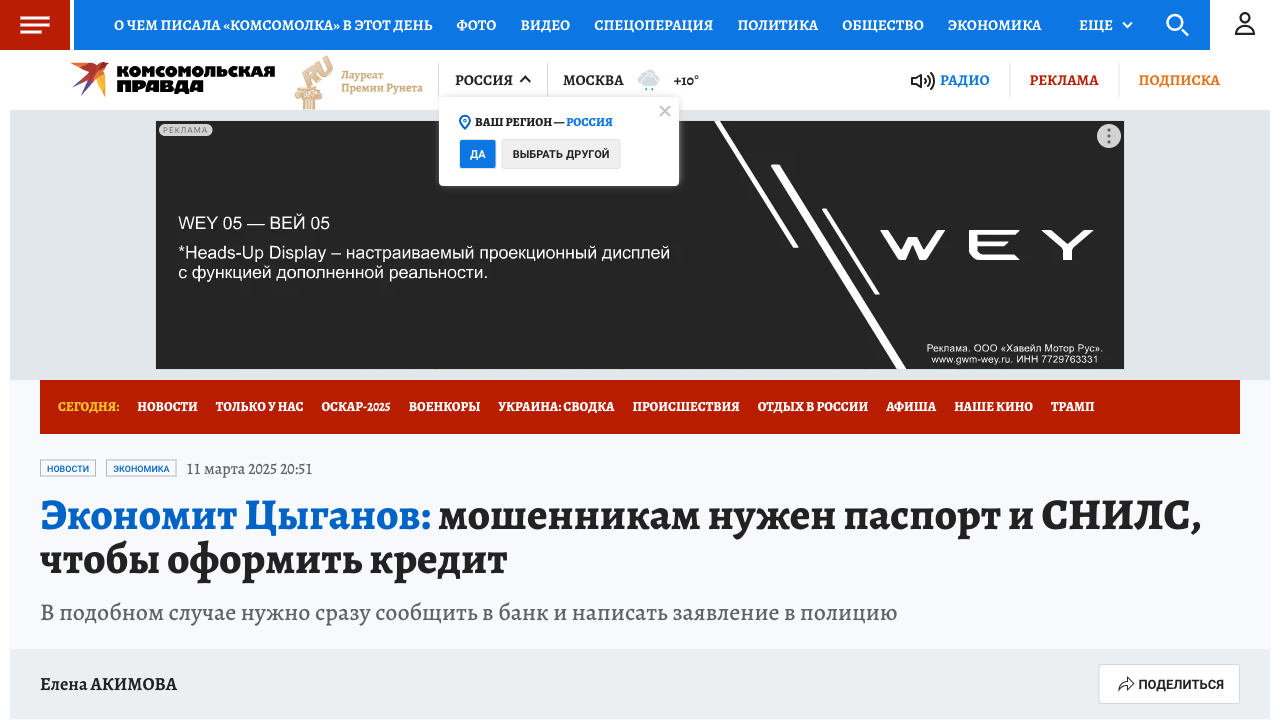 О ЧЕМ ПИСАЛА «КОМСОМОЛКА» В ЭТОТ ДЕНЬ ФОТО ВИДЕО СПЕЦОПЕРАЦИЯ ПОЛИТИКА ОБЩЕСТВО ЭКОНОМИКА ЕЩЕ
КОМСОМОЛЬСКАЯ
ПРАВДА
.RU
Лауреат
Премии Рунета
РОССИЯ МОСКВА +10° РАДИО РЕКЛАМА ПОДПИСКА
ВАШ РЕГИОН — РОССИЯ
ДА ВЫБРАТЬ ДРУГОЙ
РЕКЛАМА
WEY 05 — ВЕЙ 05
*Heads-Up Display – настраиваемый проекционный дисплей
с функцией дополненной реальности.
WEY
Реклама. ООО «Хавейл Мотор Рус».
www.gwm-wey.ru. ИНН 7729763331
СЕГОДНЯ: НОВОСТИ ТОЛЬКО У НАС ОСКАР-2025 ВОЕНКОРЫ УКРАИНА: СВОДКА ПРОИСШЕСТВИЯ ОТДЫХ В РОССИИ АФИША НАШЕ КИНО ТРАМП
НОВОСТИ ЭКОНОМИКА 11 марта 2025 20:51
Экономит Цыганов: мошенникам нужен паспорт и СНИЛС,
чтобы оформить кредит
В подобном случае нужно сразу сообщить в банк и написать заявление в полицию
Елена АКИМОВА
ПОДЕЛИТЬСЯ